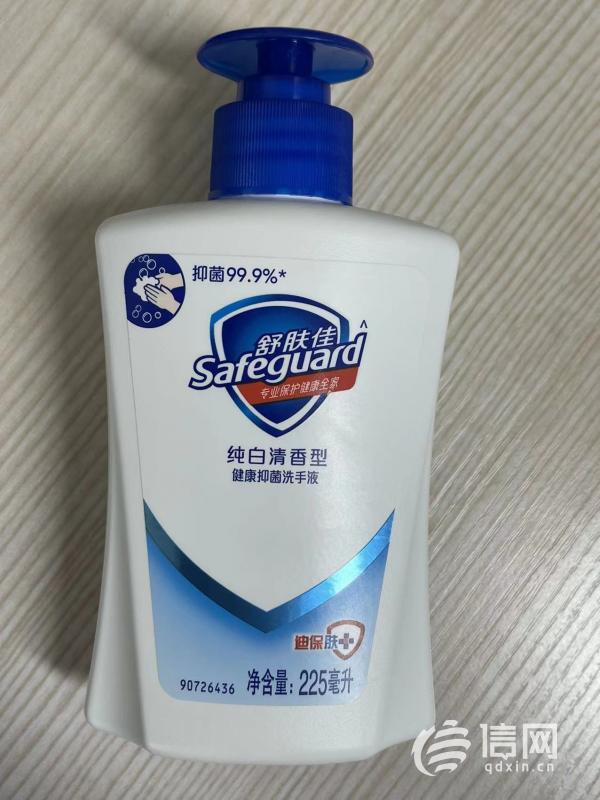 抑菌99.9%*
舒肤佳
Safeguard
专业保护健康全家
纯白清香型
健康抑菌洗手液
迪保肤
90726436 净含量: 225毫升
信网
qdxin.cn